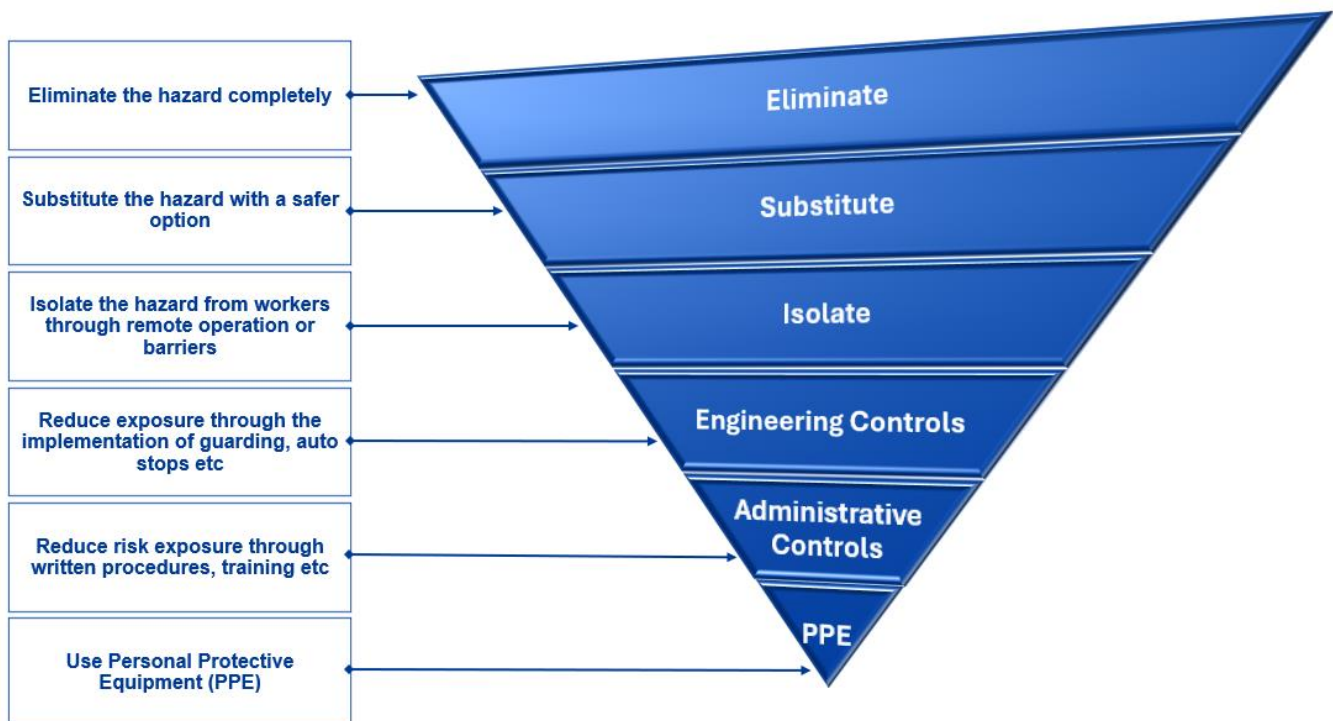 Eliminate the hazard completely
Eliminate
Substitute the hazard with a safer
option
Substitute
Isolate the hazard from workers
through remote operation or
barriers
Isolate
Reduce exposure through the
implementation of guarding, auto
stops etc
Engineering Controls
Reduce risk exposure through
written procedures, training etc
Administrative
Controls
Use Personal Protective
Equipment (PPE)
PPE